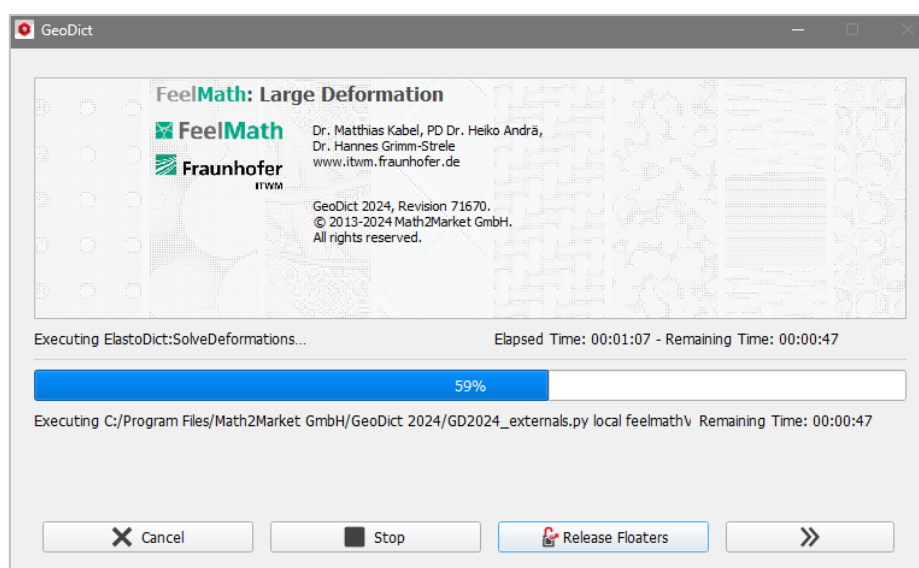 GeoDict
FeelMath: Large Deformation
FeelMath
Dr. Matthias Kabel, PD Dr. Heiko Andrä,
Dr. Hannes Grimm-Strele
www.itwm.fraunhofer.de
Fraunhofer
ITWM
GeoDict 2024, Revision 71670.
© 2013-2024 Math2Market GmbH.
All rights reserved.
Executing ElastoDict:SolveDeformations...
Elapsed Time: 00:01:07 - Remaining Time: 00:00:47
59%
Executing C:/Program Files/Math2Market GmbH/GeoDict 2024/GD2024_externals.py local feelmathV Remaining Time: 00:00:47
Cancel
Stop
Release Floaters